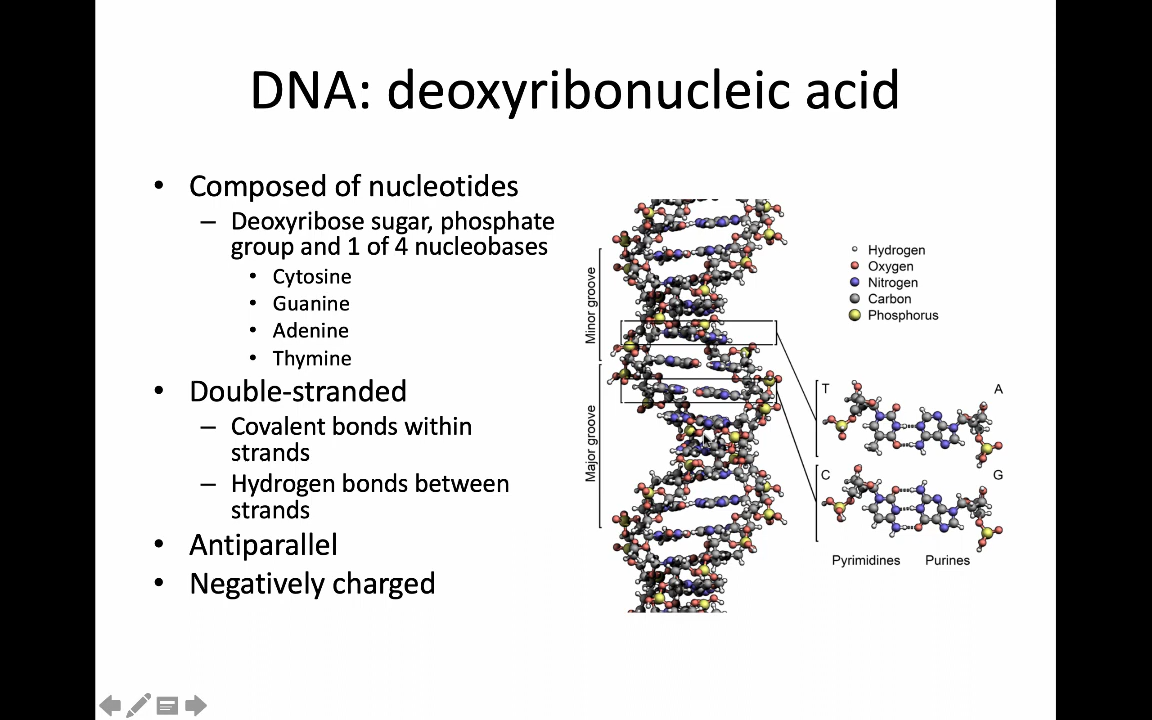 DNA: deoxyribonucleic acid
• Composed of nucleotides
– Deoxyribose sugar, phosphate
group and 1 of 4 nucleobases
• Cytosine
• Guanine
• Adenine
• Thymine
• Double-stranded
– Covalent bonds within
strands
– Hydrogen bonds between
strands
• Antiparallel
• Negatively charged
Minor groove
Major groove
Hydrogen
Oxygen
Nitrogen
Carbon
Phosphorus
T A
C G
Pyrimidines Purines